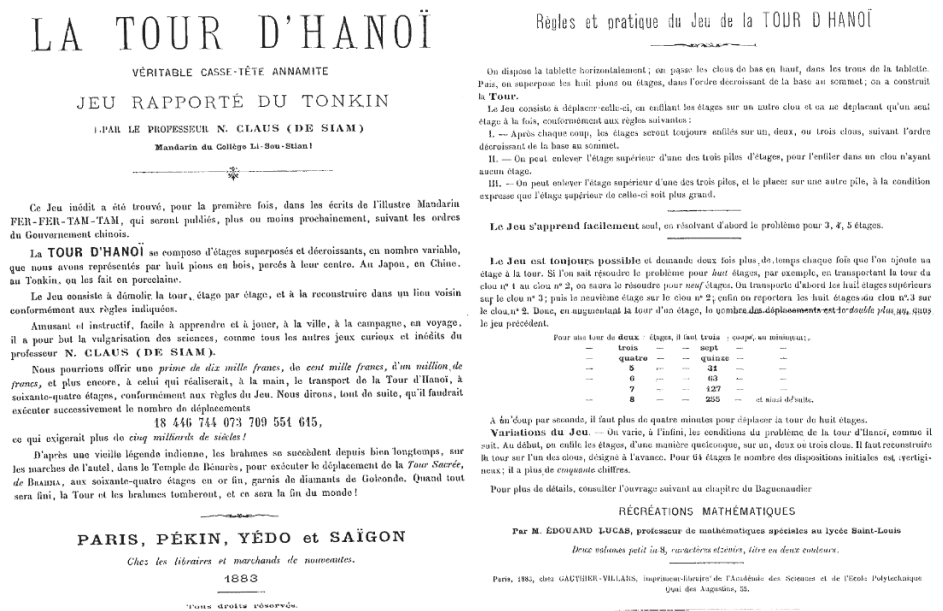 LA TOUR D'HANOÏ
VÉRITABLE CASSE-TÊTE ANNAMITE
JEU RAPPORTÉ DU TONKIN
PAR LE PROFESSEUR N. CLAUS (DE SIAM)
Mandarin du Collège Li-Sou-Stian!
Ce Jeu inédit a été trouvé, pour la première fois, dans les écrits de l'illustre Mandarin
FER-FER-TAM-TAM, qui seront publiés, plus ou moins prochainement, suivant les ordres
du Gouvernement chinois.
La TOUR D'HANOÏ se compose d'étages superposés et décroissants, en nombre variable,
que nous avons représentés par huit pions en bois, percés à leur centre. Au Japon, en Chine,
au Tonkin, on les fait en porcelaine.
Le Jeu consiste à démolir la tour, étage par étage, et à la reconstruire dans un lieu voisin
conformément aux règles indiquées.
Amusant et instructif, facile à apprendre et à jouer, à la ville, à la campagne, en voyage,
il a pour but la vulgarisation des sciences, comme tous les autres jeux curieux et inédits du
professeur N. CLAUS (DE SIAM).
Nous pourrions offrir une prime de dix mille francs, de cent mille francs, d'un million de
francs, et plus encore, à celui qui réaliserait, à la main, le transport de la Tour d'Hanoï, à
soixante-quatre étages, conformément aux règles du Jeu. Nous dirons, tout de suite, qu'il faudrait
exécuter successivement le nombre de déplacements
18 446 744 073 709 551 615,
ce qui exigerait plus de cinq milliards de siècles!
D'après une vieille légende indienne, les brahmes se succèdent depuis bien longtemps, sur
les marches de l'autel, dans le Temple de Bénarès, pour exécuter le déplacement de la Tour Sacrée,
de BRAHMA, aux soixante-quatre étages en or fin, garnis de diamants de Golconde. Quand tout
sera fini, la Tour et les brahmes tomberont, et ce sera la fin du monde!
PARIS, PÉKIN, YÉDO et SAÏGON
Chez les libraires et marchands de nouveautes.
1883
Tous droits réservés.
Règles et pratique du Jeu de la TOUR D HANOÏ
On dispose la tablette horizontalement; on passe les clous de bas en haut, dans les trous de la tablette.
Puis, on superpose les huit pions ou étages, dans l'ordre décroissant de la base au sommet; on a construit
la Tour.
Le Jeu consiste à déplacer celle-ci, en enfilant les étages sur un autre clou et en ne déplacant qu'un seul
étage à la fois, conformément aux règles suivantes:
I. — Après chaque coup, les étages seront toujours enfilés sur un, deux, ou trois clous, suivant l'ordre
décroissant de la base au sommet.
II. — On peut enlever l'étage supérieur d'une des trois piles d'étages, pour l'enfiler dans un clou n'ayant
aucun étage.
III. — On peut enlever l'étage supérieur d'une des trois piles, et le placer sur une autre pile, à la condition
expresse que l'étage supérieur de celle-ci soit plus grand.
Le Jeu s'apprend facilement seul, en résolvant d'abord le problème pour 3, 4, 5 étages.
Le Jeu est toujours possible et demande deux fois plus de temps chaque fois que l'on ajoute un
étage à la tour. Si l'on sait résoudre le problème pour huit étages, par exemple, en transportant la tour du
clou nº 1 au clou nº 2, on saura le résoudre pour neuf étages. On transporte d'abord les huit étages supérieurs
sur le clou nº 3; puis le neuvième étage sur le clou nº 2; enfin on reportera les huit étages du clou nº 3 sur
le clou nº 2. Donc, en augmentant la tour d'un étage, le nombre des déplacements est le double plus un, dans
le jeu précédent.
Pour une tour de deux étages, il faut trois coups, au minimum;
— trois — — sept — —
— quatre — — quinze — —
— 5 — — 31 — —
— 6 — — 63 — —
— 7 — — 127 — —
— 8 — — 255 — et ainsi de suite.
À un coup par seconde, il faut plus de quatre minutes pour déplacer la tour de huit étages.
Variations du Jeu. — On varie, à l'infini, les conditions du problème de la tour d'Hanoï, comme il
suit. Au début, on enfile les étages, d'une manière quelconque, sur un, deux ou trois clous. Il faut reconstruire
la tour sur l'un des clous, désigné à l'avance. Pour 64 étages le nombre des dispositions initiales est vertigi-
neux; il a plus de cinquante chiffres.
Pour plus de détails, consulter l'ouvrage suivant au chapitre du Baguenaudier
RÉCRÉATIONS MATHÉMATIQUES
Par M. ÉDOUARD LUCAS, professeur de mathématiques spéciales au lycée Saint-Louis
Deux volumes petit in 8, caractères elzévirs, titre en deux couleurs.
Paris, 1883, chez GAUTHIER-VILLARS, imprimeur-libraire de l'Académie des Sciences et de l'Ecole Polytechnique
Quai des Augustins, 55.